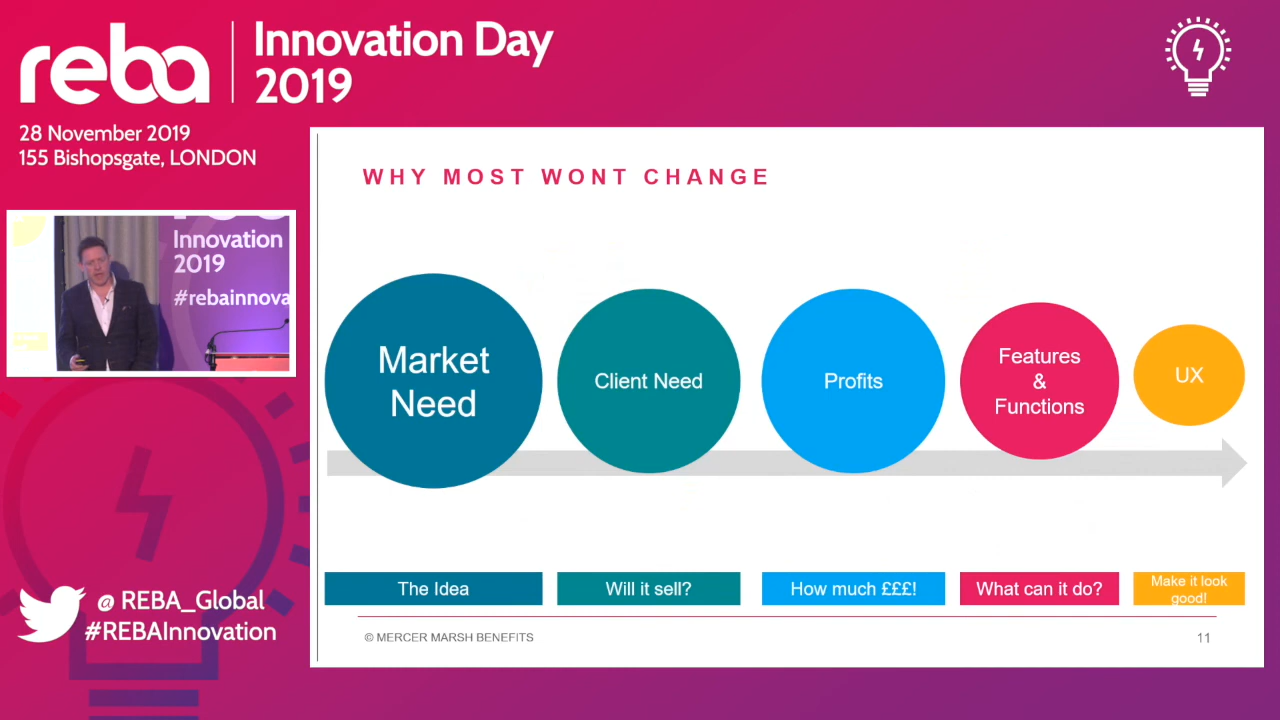 reba
Innovation Day
2019
28 November 2019
155 Bishopsgate, LONDON
Innovation
2019
#rebainnova
WHY MOST WONT CHANGE
Market
Need
Client Need
Profits
Features
&
Functions
UX
The Idea
Will it sell?
How much £££!
What can it do?
Make it look
good!
@ REBA_Global
#REBAInnovation
© MERCER MARSH BENEFITS
11